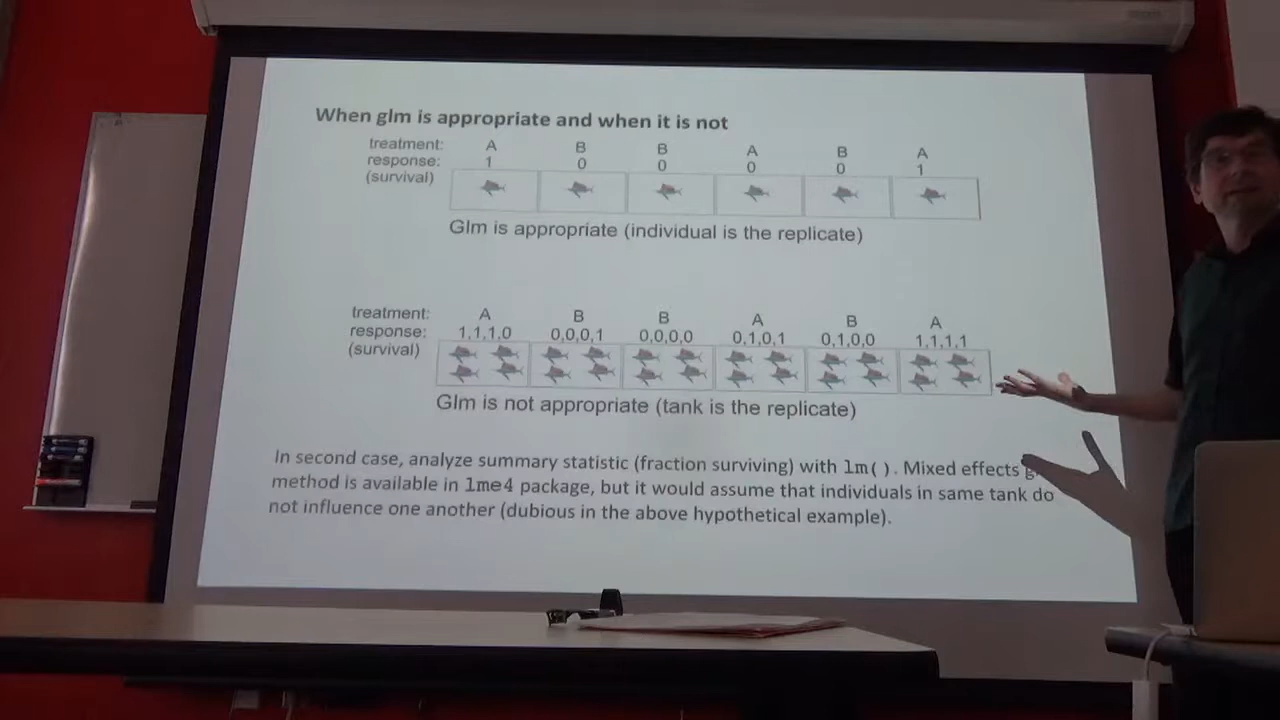 When glm is appropriate and when it is not
treatment: A B B A B A
response: 1 0 0 0 0 1
(survival)
Glm is appropriate (individual is the replicate)
treatment: A B B A B A
response: 1,1,1,0 0,0,0,1 0,0,0,0 0,1,0,1 0,1,0,0 1,1,1,1
(survival)
Glm is not appropriate (tank is the replicate)
In second case, analyze summary statistic (fraction surviving) with lm(). Mixed effects
method is available in lme4 package, but it would assume that individuals in same tank do
not influence one another (dubious in the above hypothetical example).